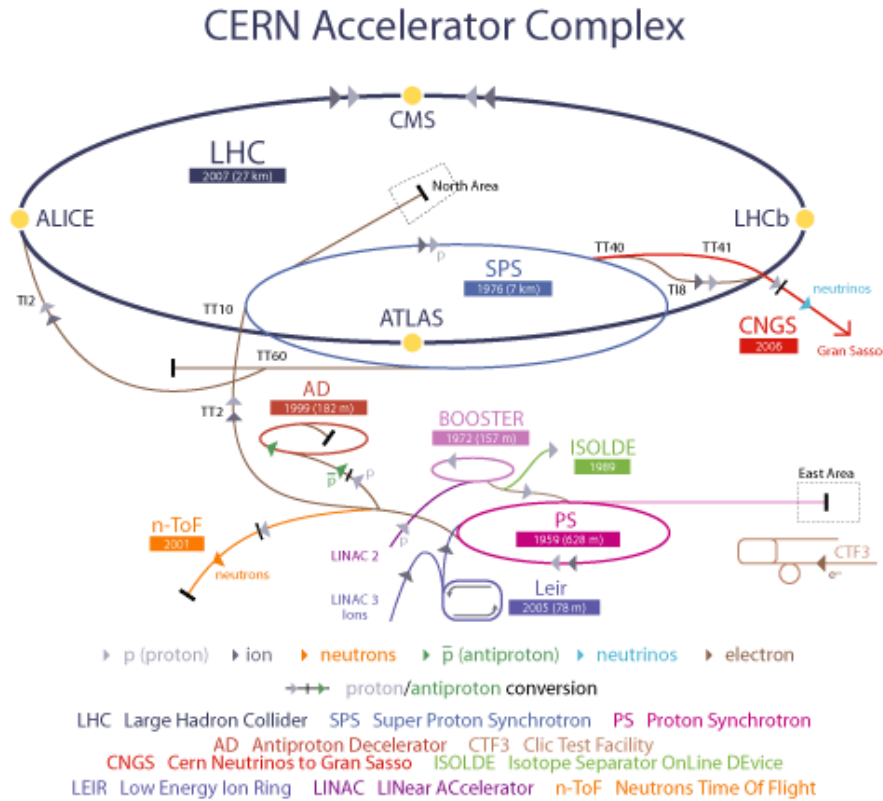 CERN Accelerator Complex
CMS
LHC
2007 (27 km)
North Area
ALICE
LHCb
TT40
TT41
SPS
1976 (7 km)
TI8
neutrinos
TI2
TT10
ATLAS
CNGS
2006
Gran Sasso
TT60
p
AD
1999 (182 m)
TT2
BOOSTER
1972 (157 m)
ISOLDE
1989
p̅
p
East Area
n-ToF
2001
PS
1959 (628 m)
LINAC 2
p
CTF3
e⁻
neutrons
LINAC 3
Ions
Leir
2005 (78 m)
p (proton) ion neutrons p̅ (antiproton) neutrinos electron
proton/antiproton conversion
LHC Large Hadron Collider SPS Super Proton Synchrotron PS Proton Synchrotron
AD Antiproton Decelerator CTF3 Clic Test Facility
CNGS Cern Neutrinos to Gran Sasso ISOLDE Isotope Separator OnLine DEvice
LEIR Low Energy Ion Ring LINAC LINear ACcelerator n-ToF Neutrons Time Of Flight